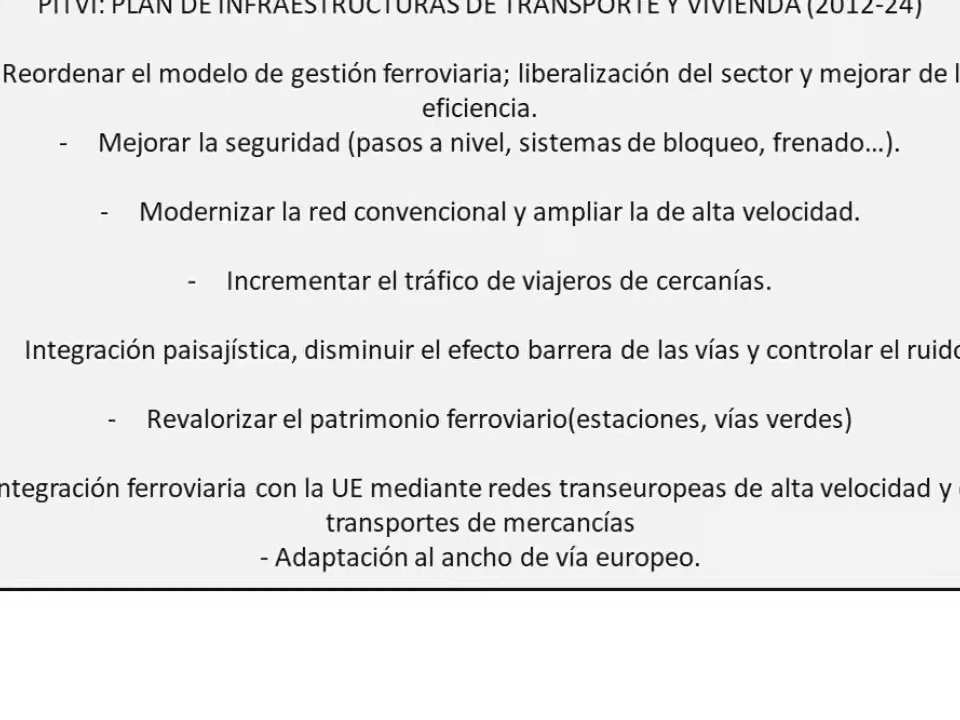 PITVI: PLAN DE INFRAESTRUCTURAS DE TRANSPORTE Y VIVIENDA (2012-24)
Reordenar el modelo de gestión ferroviaria; liberalización del sector y mejorar de
eficiencia.
- Mejorar la seguridad (pasos a nivel, sistemas de bloqueo, frenado...).
- Modernizar la red convencional y ampliar la de alta velocidad.
- Incrementar el tráfico de viajeros de cercanías.
Integración paisajística, disminuir el efecto barrera de las vías y controlar el ruido
- Revalorizar el patrimonio ferroviario(estaciones, vías verdes)
ntegración ferroviaria con la UE mediante redes transeuropeas de alta velocidad y
transportes de mercancías
- Adaptación al ancho de vía europeo.